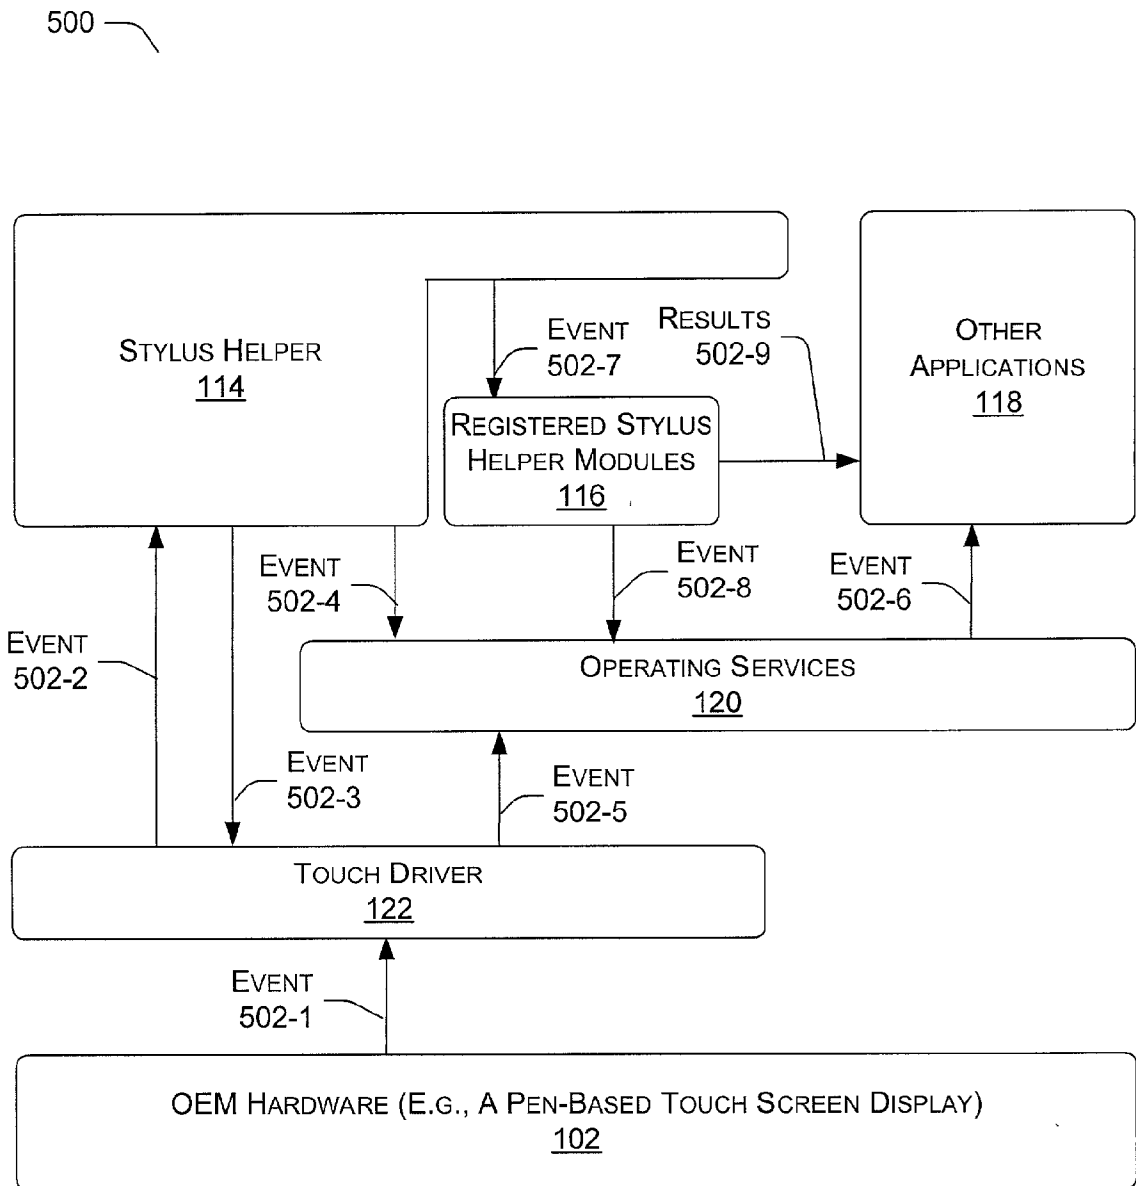 500
STYLUS HELPER
114
EVENT
502-7
RESULTS
502-9
OTHER
APPLICATIONS
118
REGISTERED STYLUS
HELPER MODULES
116
EVENT
502-4
EVENT
502-8
EVENT
502-6
EVENT
502-2
OPERATING SERVICES
120
EVENT
502-3
EVENT
502-5
TOUCH DRIVER
122
EVENT
502-1
OEM HARDWARE (E.G., A PEN-BASED TOUCH SCREEN DISPLAY)
102